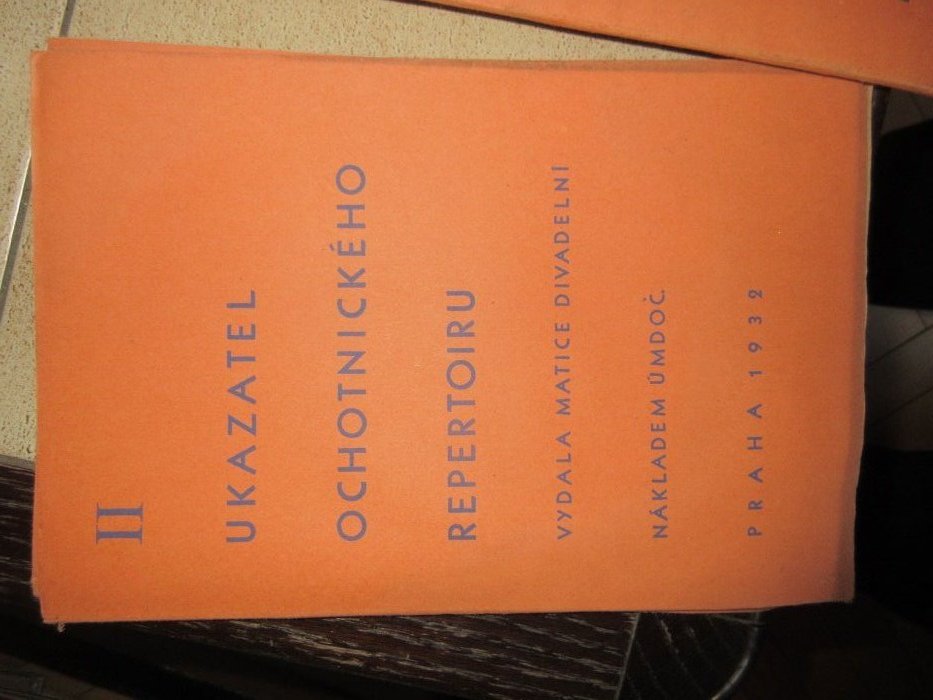 II
UKAZATEL
OCHOTNICKÉHO
REPERTOIRU
VYDALA MATICE DIVADELNÍ
NÁKLADEM ÚMDOČ.
PRAHA 1932